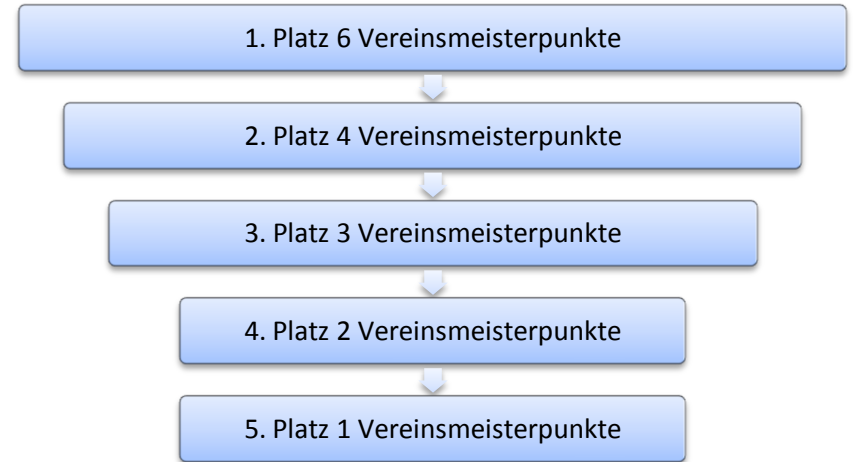 1. Platz 6 Vereinsmeisterpunkte
2. Platz 4 Vereinsmeisterpunkte
3. Platz 3 Vereinsmeisterpunkte
4. Platz 2 Vereinsmeisterpunkte
5. Platz 1 Vereinsmeisterpunkte